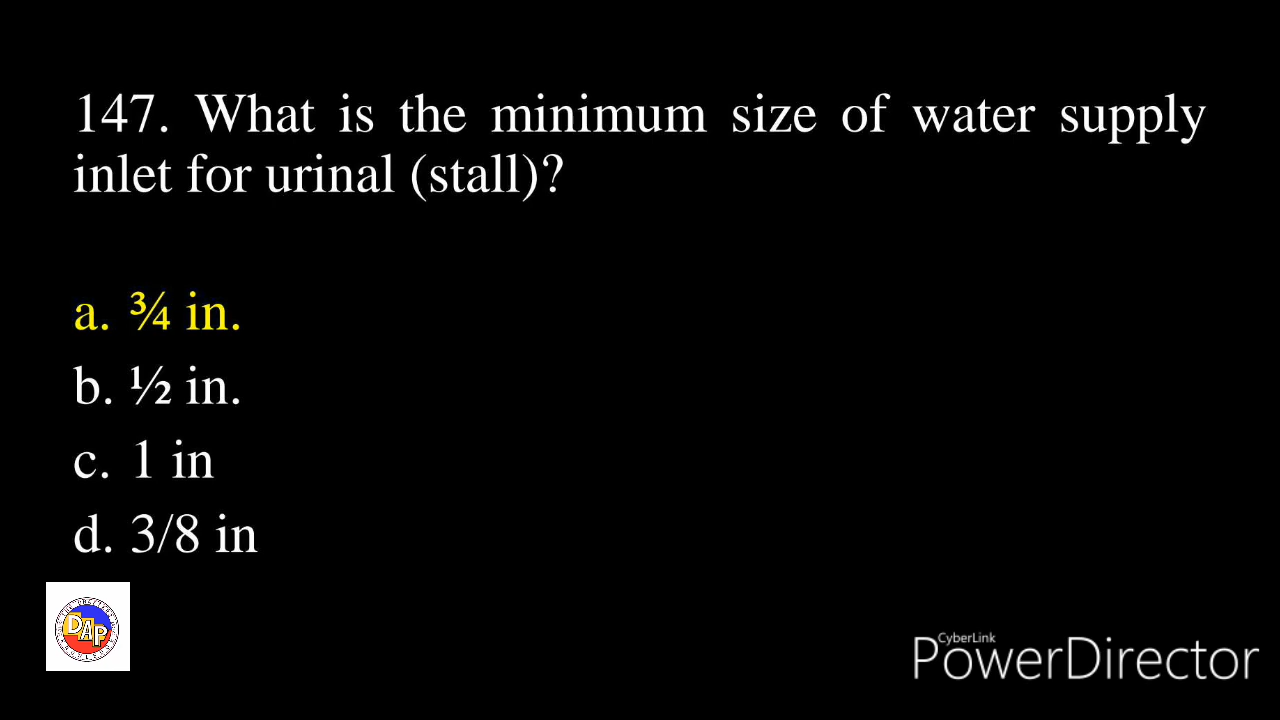 147. What is the minimum size of water supply
inlet for urinal (stall)?
a. ¾ in.
b. ½ in.
c. 1 in
d. 3/8 in
DAP
CyberLink
PowerDirector